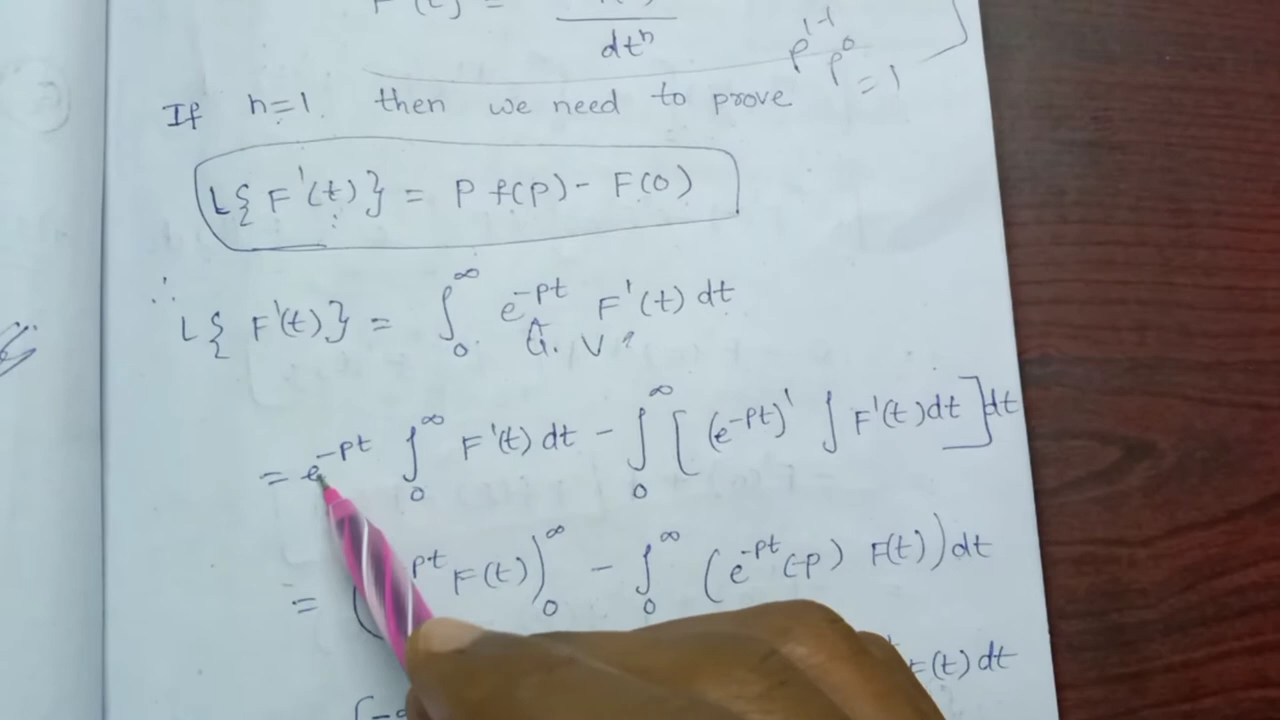 dtⁿ
p¹⁻¹
p⁰ = 1
If n=1 then we need to prove
L{F'(t)} = P f(p) - F(0)
∴ L{F'(t)} = ∫₀^∞ e^-pt F'(t) dt
= e^-pt ∫₀^∞ F'(t) dt - ∫₀^∞ [(e^-pt)' ∫ F'(t) dt] dt
= ( pt F(t))₀^∞ - ∫₀^∞ (e^-pt (-p) F(t)) dt
F(t) dt